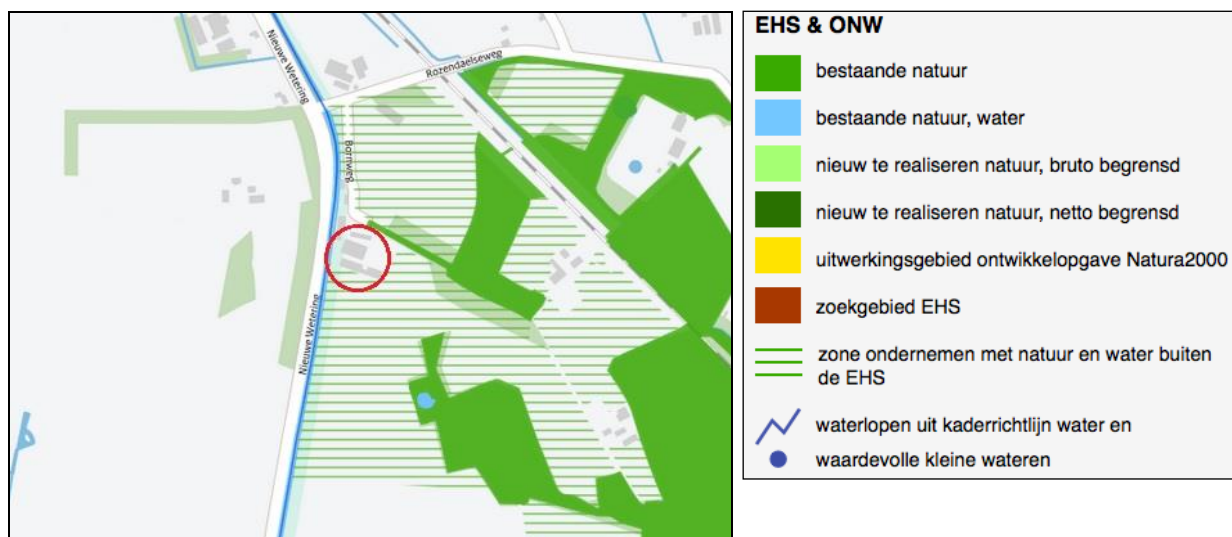 Nieuwe Wetering
Rozendaelseweg
Bornweg
Nieuwe Wetering
EHS & ONW
bestaande natuur
bestaande natuur, water
nieuw te realiseren natuur, bruto begrensd
nieuw te realiseren natuur, netto begrensd
uitwerkingsgebied ontwikkelopgave Natura2000
zoekgebied EHS
zone ondernemen met natuur en water buiten
de EHS
waterlopen uit kaderrichtlijn water en
waardevolle kleine wateren